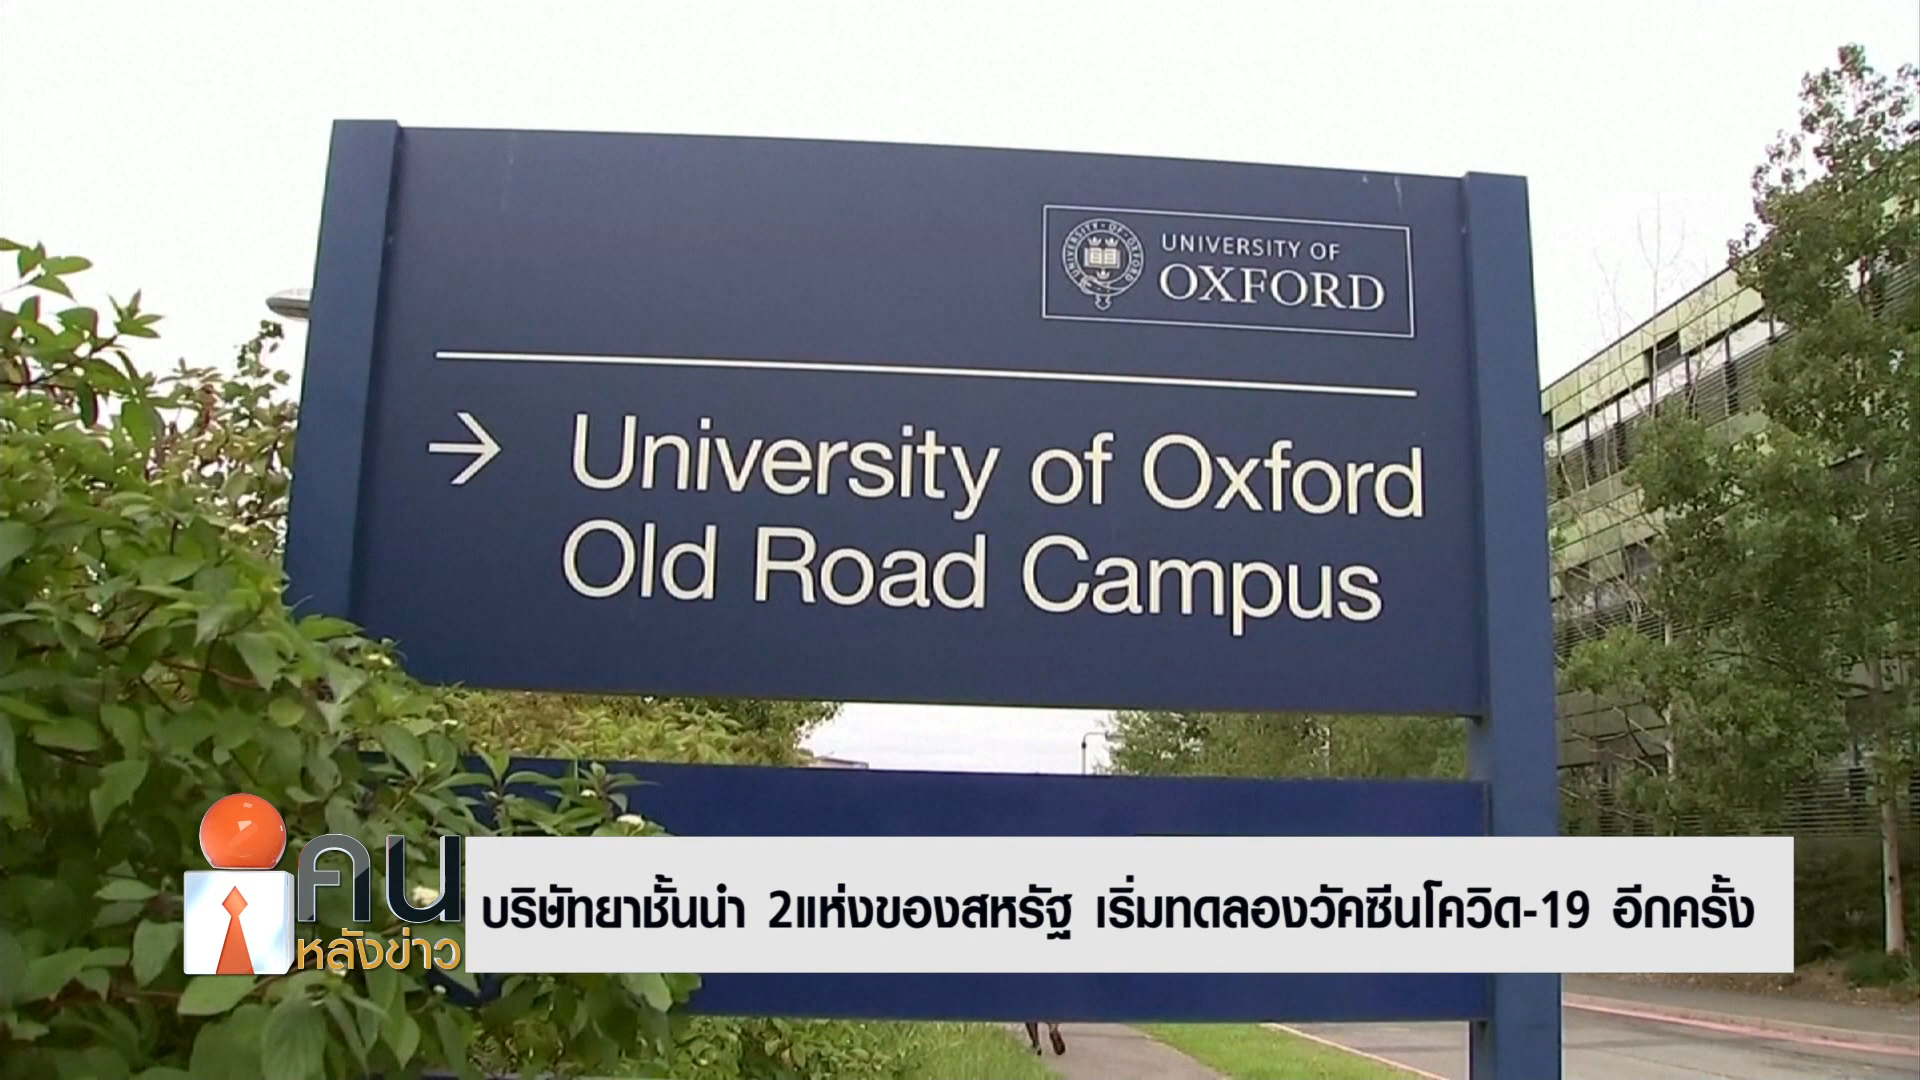 UNIVERSITY OF
OXFORD
UNIVERSITY · OF · OXFORD
→ University of Oxford
Old Road Campus
คน
หลังข่าว
บริษัทยาชั้นนำ 2แห่งของสหรัฐ เริ่มทดลองวัคซีนโควิด-19 อีกครั้ง